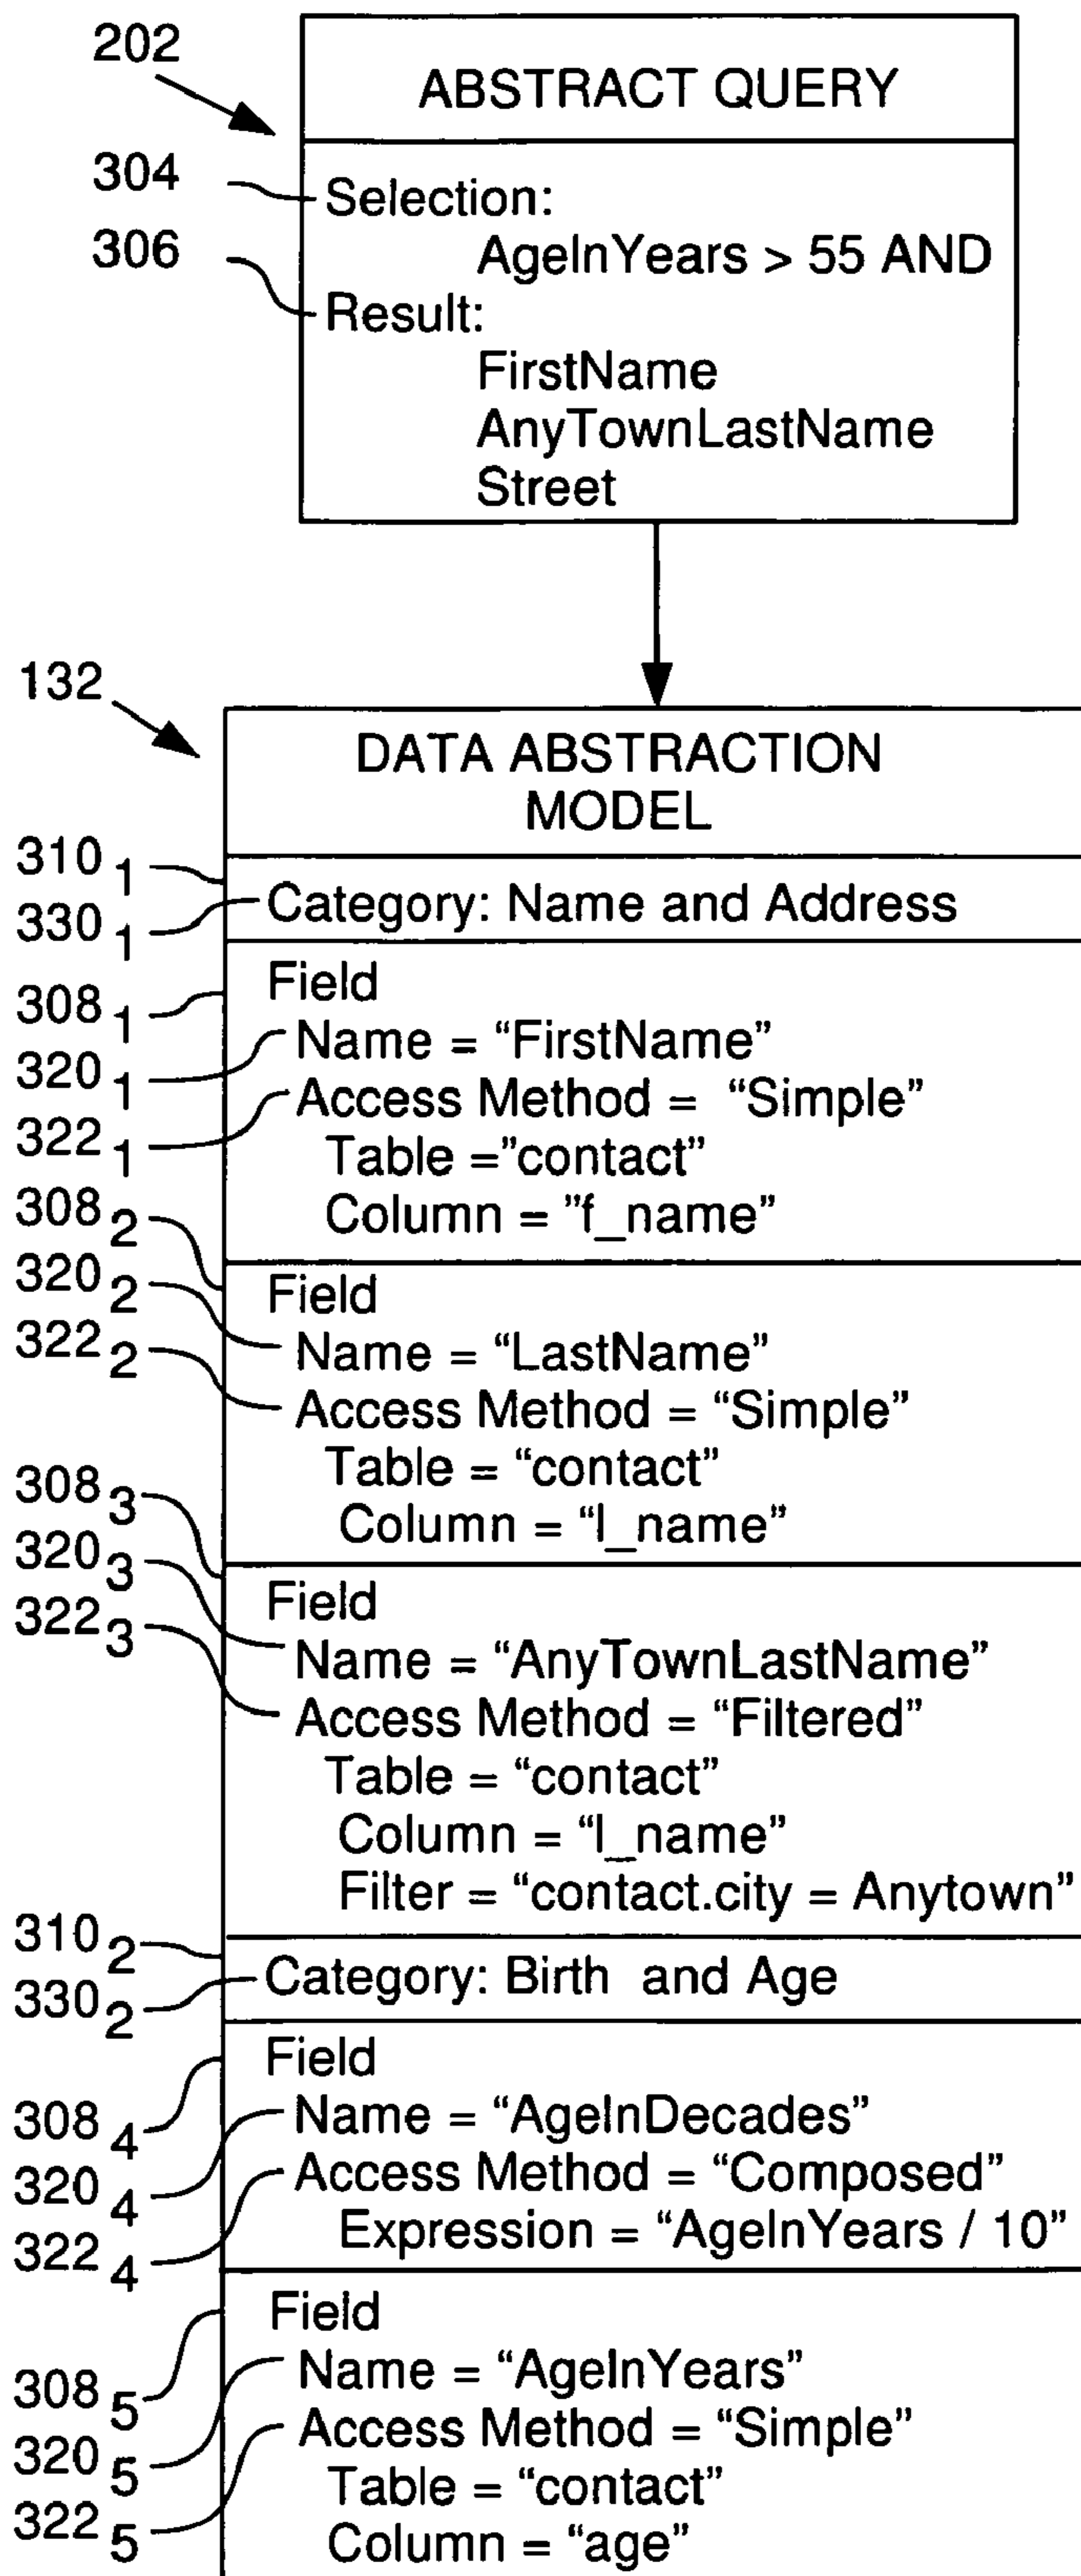 202
ABSTRACT QUERY
304
Selection:
AgeInYears > 55 AND
306
Result:
FirstName
AnyTownLastName
Street
132
DATA ABSTRACTION
MODEL
310 1
330 1
Category: Name and Address
308 1
Field
320 1
Name = “FirstName”
322 1
Access Method = “Simple”
Table =”contact”
Column = ”f_name”
308 2
Field
320 2
Name = “LastName”
322 2
Access Method = “Simple”
Table = “contact”
Column = “l_name”
308 3
Field
320 3
Name = “AnyTownLastName”
322 3
Access Method = “Filtered”
Table = “contact”
Column = “l_name”
Filter = “contact.city = Anytown”
310 2
330 2
Category: Birth and Age
308 4
Field
320 4
Name = “AgeInDecades”
322 4
Access Method = “Composed”
Expression = “AgeInYears / 10”
308 5
Field
320 5
Name = “AgeInYears”
322 5
Access Method = “Simple”
Table = “contact”
Column = “age”